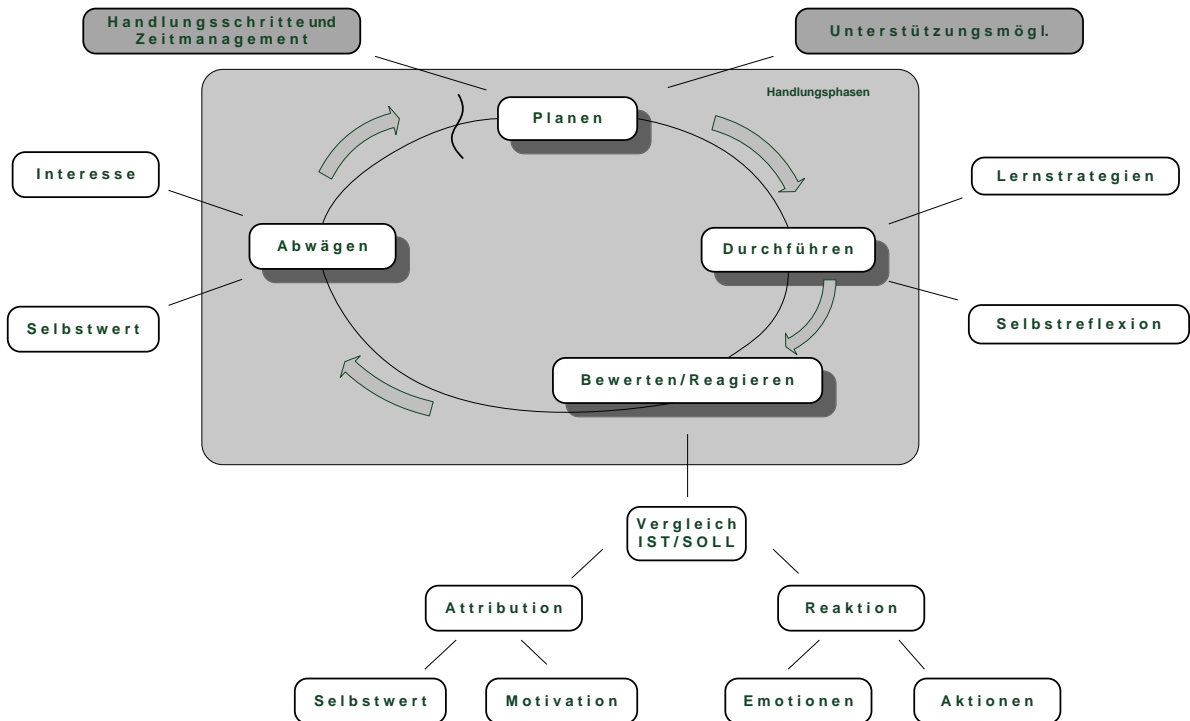 Handlungsschritte und
Zeitmanagement
Unterstützungsmögl.
Handlungsphasen
Planen
Interesse
Lernstrategien
Abwägen
Durchführen
Selbstwert
Selbstreflexion
Bewerten/Reagieren
Vergleich
IST/SOLL
Attribution
Reaktion
Selbstwert
Motivation
Emotionen
Aktionen